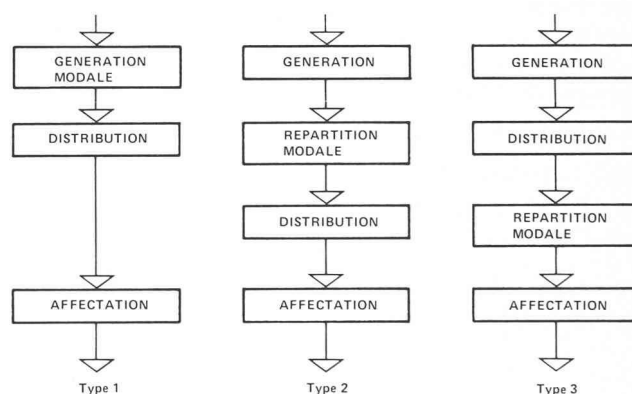 GENERATION
MODALE
DISTRIBUTION
AFFECTATION
Type 1
GENERATION
REPARTITION
MODALE
DISTRIBUTION
AFFECTATION
Type 2
GENERATION
DISTRIBUTION
REPARTITION
MODALE
AFFECTATION
Type 3